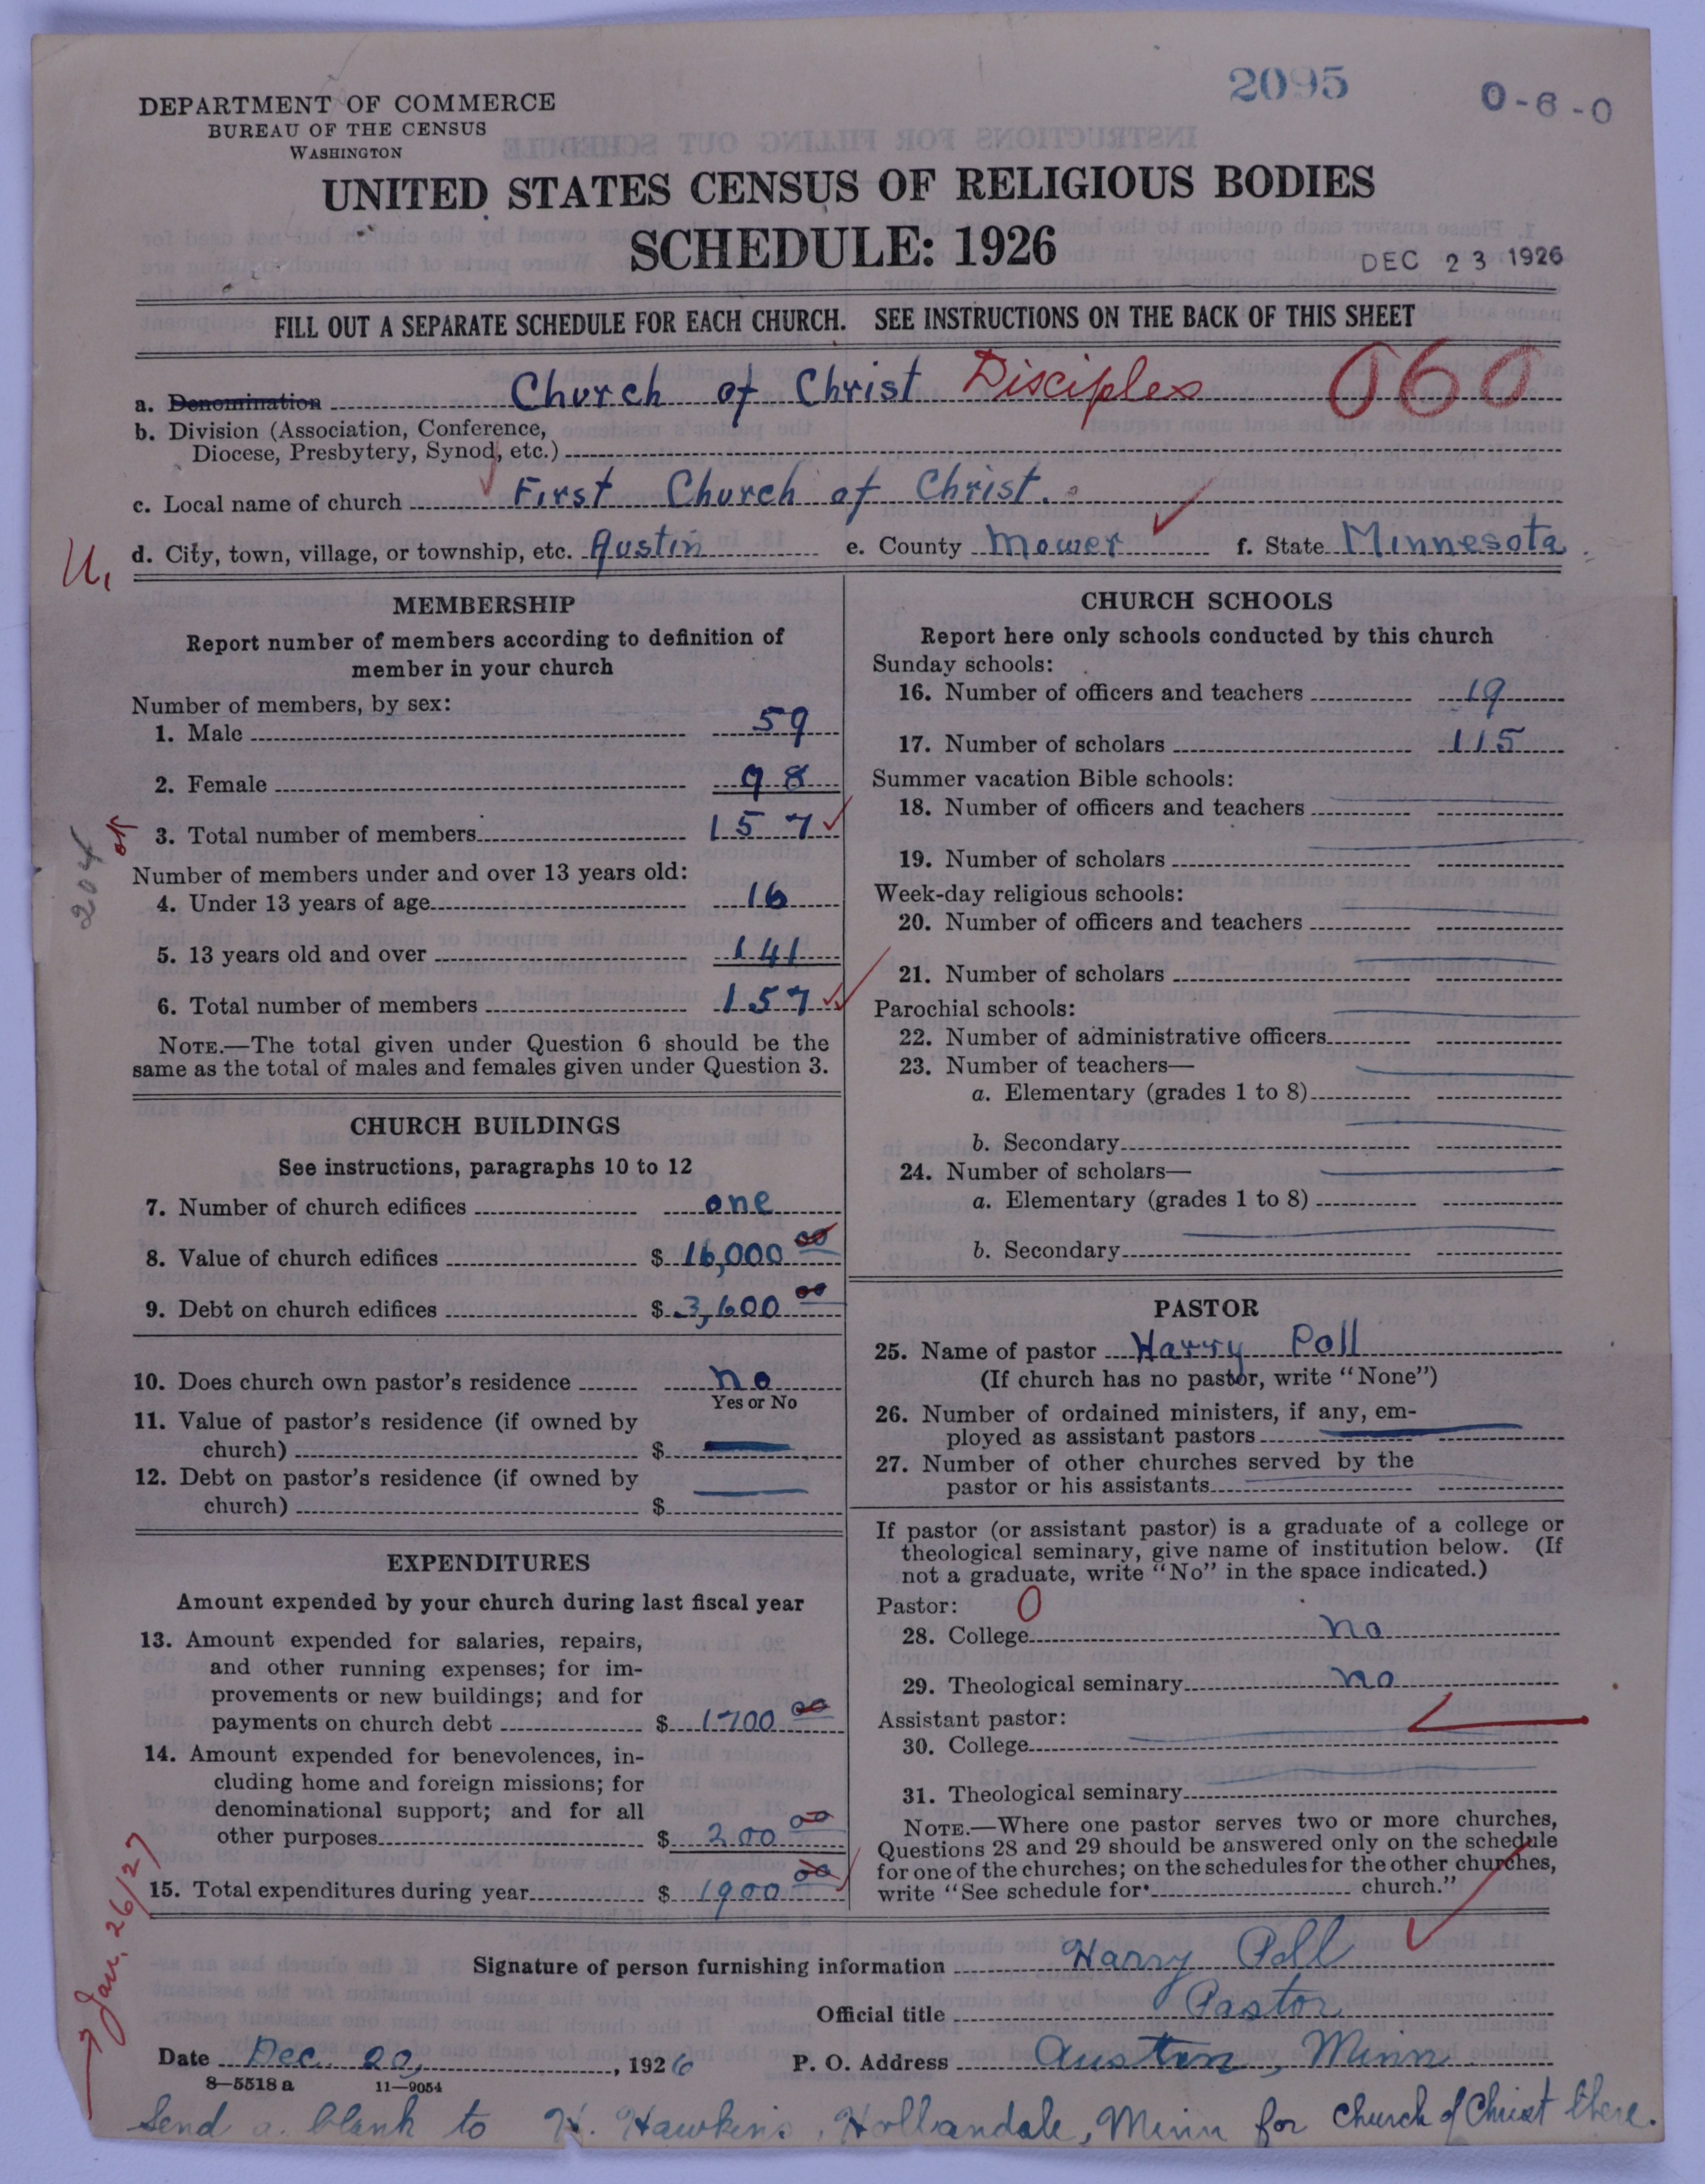 2095
0-6-0
DEPARTMENT OF COMMERCE
BUREAU OF THE CENSUS
WASHINGTON
UNITED STATES CENSUS OF RELIGIOUS BODIES
SCHEDULE: 1926
DEC 23 1926
FILL OUT A SEPARATE SCHEDULE FOR EACH CHURCH. SEE INSTRUCTIONS ON THE BACK OF THIS SHEET
a. Denomination Church of Christ Disciples 060
b. Division (Association, Conference,
Diocese, Presbytery, Synod, etc.)
c. Local name of church First Church of Christ.
U.
d. City, town, village, or township, etc. Austin e. County Mower f. State Minnesota
MEMBERSHIP
Report number of members according to definition of
member in your church
Number of members, by sex:
1. Male 59
2. Female 98
3. Total number of members 157
204
Number of members under and over 13 years old:
4. Under 13 years of age 16
5. 13 years old and over 141
6. Total number of members 157
NOTE.—The total given under Question 6 should be the
same as the total of males and females given under Question 3.
CHURCH BUILDINGS
See instructions, paragraphs 10 to 12
7. Number of church edifices one
8. Value of church edifices $ 16,000 00
9. Debt on church edifices $ 3,600 00
10. Does church own pastor's residence no
Yes or No
11. Value of pastor's residence (if owned by
church) $
12. Debt on pastor's residence (if owned by
church) $
EXPENDITURES
Amount expended by your church during last fiscal year
13. Amount expended for salaries, repairs,
and other running expenses; for im-
provements or new buildings; and for
payments on church debt $ 1700 00
14. Amount expended for benevolences, in-
cluding home and foreign missions; for
denominational support; and for all
other purposes $ 200 00
15. Total expenditures during year $ 1900 00
Jan. 26/27
CHURCH SCHOOLS
Report here only schools conducted by this church
Sunday schools:
16. Number of officers and teachers 19
17. Number of scholars 115
Summer vacation Bible schools:
18. Number of officers and teachers
19. Number of scholars
Week-day religious schools:
20. Number of officers and teachers
21. Number of scholars
Parochial schools:
22. Number of administrative officers
23. Number of teachers—
a. Elementary (grades 1 to 8)
b. Secondary
24. Number of scholars—
a. Elementary (grades 1 to 8)
b. Secondary
PASTOR
25. Name of pastor Harry Poll
(If church has no pastor, write "None")
26. Number of ordained ministers, if any, em-
ployed as assistant pastors
27. Number of other churches served by the
pastor or his assistants
If pastor (or assistant pastor) is a graduate of a college or
theological seminary, give name of institution below. (If
not a graduate, write "No" in the space indicated.)
Pastor: 0
28. College no
29. Theological seminary no
Assistant pastor:
30. College
31. Theological seminary
NOTE.—Where one pastor serves two or more churches,
Questions 28 and 29 should be answered only on the schedule
for one of the churches; on the schedules for the other churches,
write "See schedule for church."
Signature of person furnishing information Harry Poll
Official title Pastor
Date Dec. 20, 1926 P. O. Address Austin, Minn
8-5518 a 11-9054
Send a blank to H. Hawkins, Hollandale, Minn for Church of Christ there.